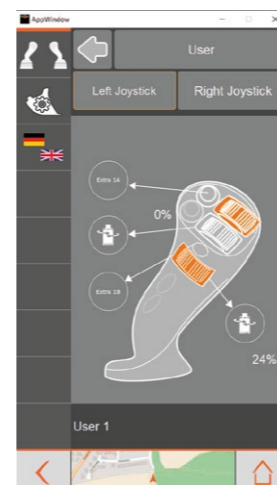 AppWindow
User
Left Joystick
Right Joystick
Extra 1A
0%
Extra 1B
24%
User 1